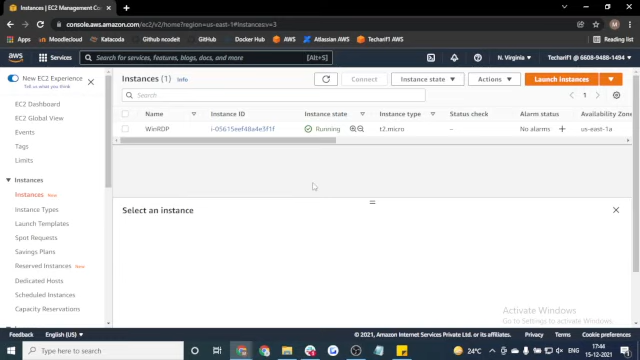 Instances | EC2 Management Con
console.aws.amazon.com/ec2/v2/home?region=us-east-1#Instances:v=3
Apps
YouTube
Moodlecloud
Katacoda
Github ncodeit
Docker Hub
AWS
Atlassian AWS
Techarif1 AWS
Reading list
aws
Services
Search for services, features, blogs, docs, and more
[Alt+S]
N. Virginia
Techarif1 @ 6608-9488-1494
New EC2 Experience
Tell us what you think
EC2 Dashboard
EC2 Global View
Events
Tags
Limits
Instances
Instances New
Instance Types
Launch Templates
Spot Requests
Savings Plans
Reserved Instances New
Dedicated Hosts
Scheduled Instances
Capacity Reservations
Instances (1) Info
Connect
Instance state
Actions
Launch instances
Search
1
Name
Instance ID
Instance state
Instance type
Status check
Alarm status
Availability Zone
WinRDP
i-05615eef48a4e3f1f
Running
t2.micro
–
No alarms
us-east-1a
Select an instance
Activate Windows
Go to Settings to activate Windows.
Feedback
English (US)
© 2021, Amazon Internet Services Private Ltd. or its affiliates.
Privacy
Terms
Cookie preferences
Type here to search
24°C
ENG
17:44
15-12-2021